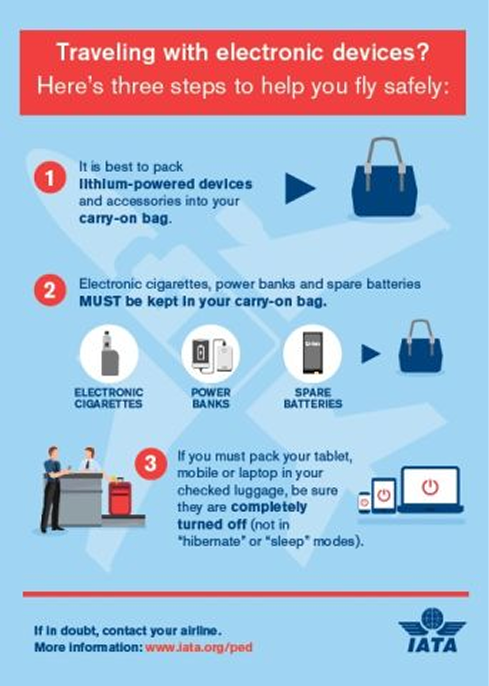 Traveling with electronic devices?
Here's three steps to help you fly safely:
1
It is best to pack
lithium-powered devices
and accessories into your
carry-on bag.
2
Electronic cigarettes, power banks and spare batteries
MUST be kept in your carry-on bag.
Li-ion
ELECTRONIC
CIGARETTES
POWER
BANKS
SPARE
BATTERIES
3
If you must pack your tablet,
mobile or laptop in your
checked luggage, be sure
they are completely
turned off (not in
"hibernate" or "sleep" modes).
If in doubt, contact your airline.
More information: www.iata.org/ped
IATA